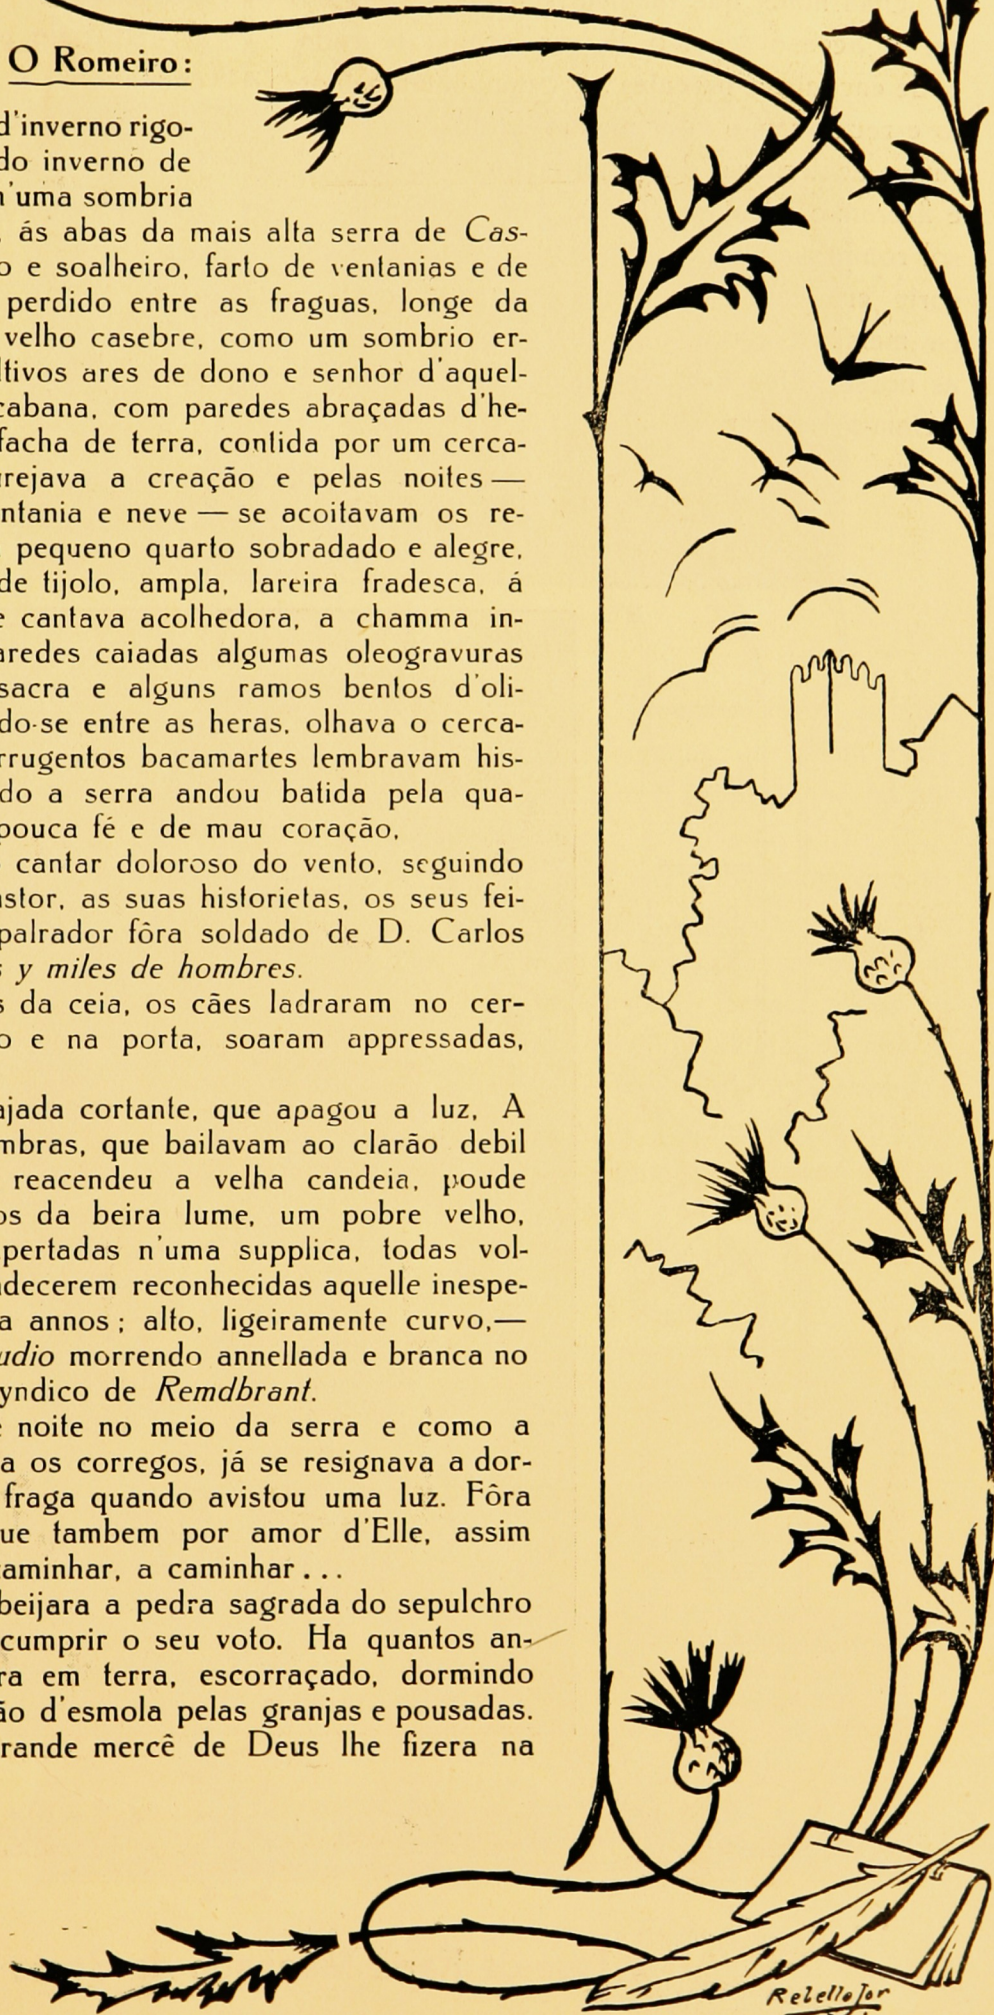 O Romeiro:
d'inverno rigo-
do inverno de
n'uma sombria
ás abas da mais alta serra de Cas-
o e soalheiro, farto de ventanias e de
perdido entre as fraguas, longe da
velho casebre, como um sombrio er-
ltivos ares de dono e senhor d'aquel-
cabana, com paredes abraçadas d'he-
facha de terra, contida por um cerca-
rejava a creação e pelas noites —
ntania e neve — se acoitavam os re-
pequeno quarto sobradado e alegre,
de tijolo, ampla, lareira fradesca, á
e cantava acolhedora, a chamma in-
aredes caiadas algumas oleogravuras
sacra e alguns ramos bentos d'oli-
do-se entre as heras, olhava o cerca-
rrugentos bacamartes lembravam his-
do a serra andou batida pela qua-
pouca fé e de mau coração,
cantar doloroso do vento, seguindo
astor, as suas historietas, os seus fei-
palrador fôra soldado de D. Carlos
s y miles de hombres.
s da ceia, os cães ladraram no cer-
o e na porta, soaram appressadas,
ajada cortante, que apagou a luz, A
mbras, que bailavam ao clarão debil
reacendeu a velha candeia, poude
os da beira lume, um pobre velho,
pertadas n'uma supplica, todas vol-
adecerem reconhecidas aquelle inespe-
a annos ; alto, ligeiramente curvo,—
udio morrendo annellada e branca no
yndico de Remdbrant.
e noite no meio da serra e como a
a os corregos, já se resignava a dor-
fraga quando avistou uma luz. Fôra
ue tambem por amor d'Elle, assim
caminhar, a caminhar . . .
beijara a pedra sagrada do sepulchro
cumprir o seu voto. Ha quantos an-
ra em terra, escorraçado, dormindo
ão d'esmola pelas granjas e pousadas.
rande mercê de Deus lhe fizera na